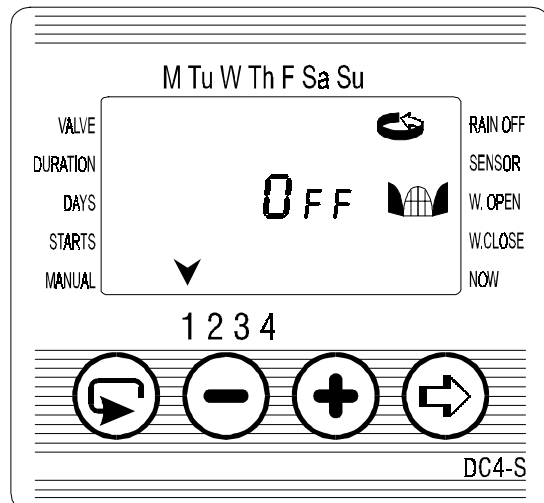 M Tu W Th F Sa Su
VALVE
DURATION
DAYS
STARTS
MANUAL
OFF
RAIN OFF
SENSOR
W. OPEN
W.CLOSE
NOW
1 2 3 4
DC4-S